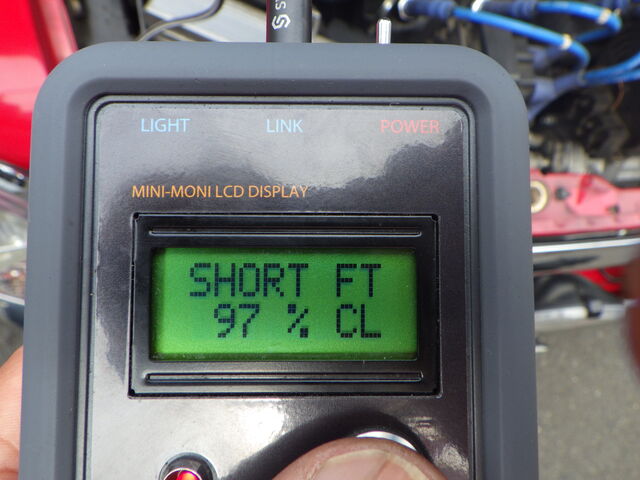 S
LIGHT LINK POWER
MINI-MONI LCD DISPLAY
SHORT FT
97 % CL